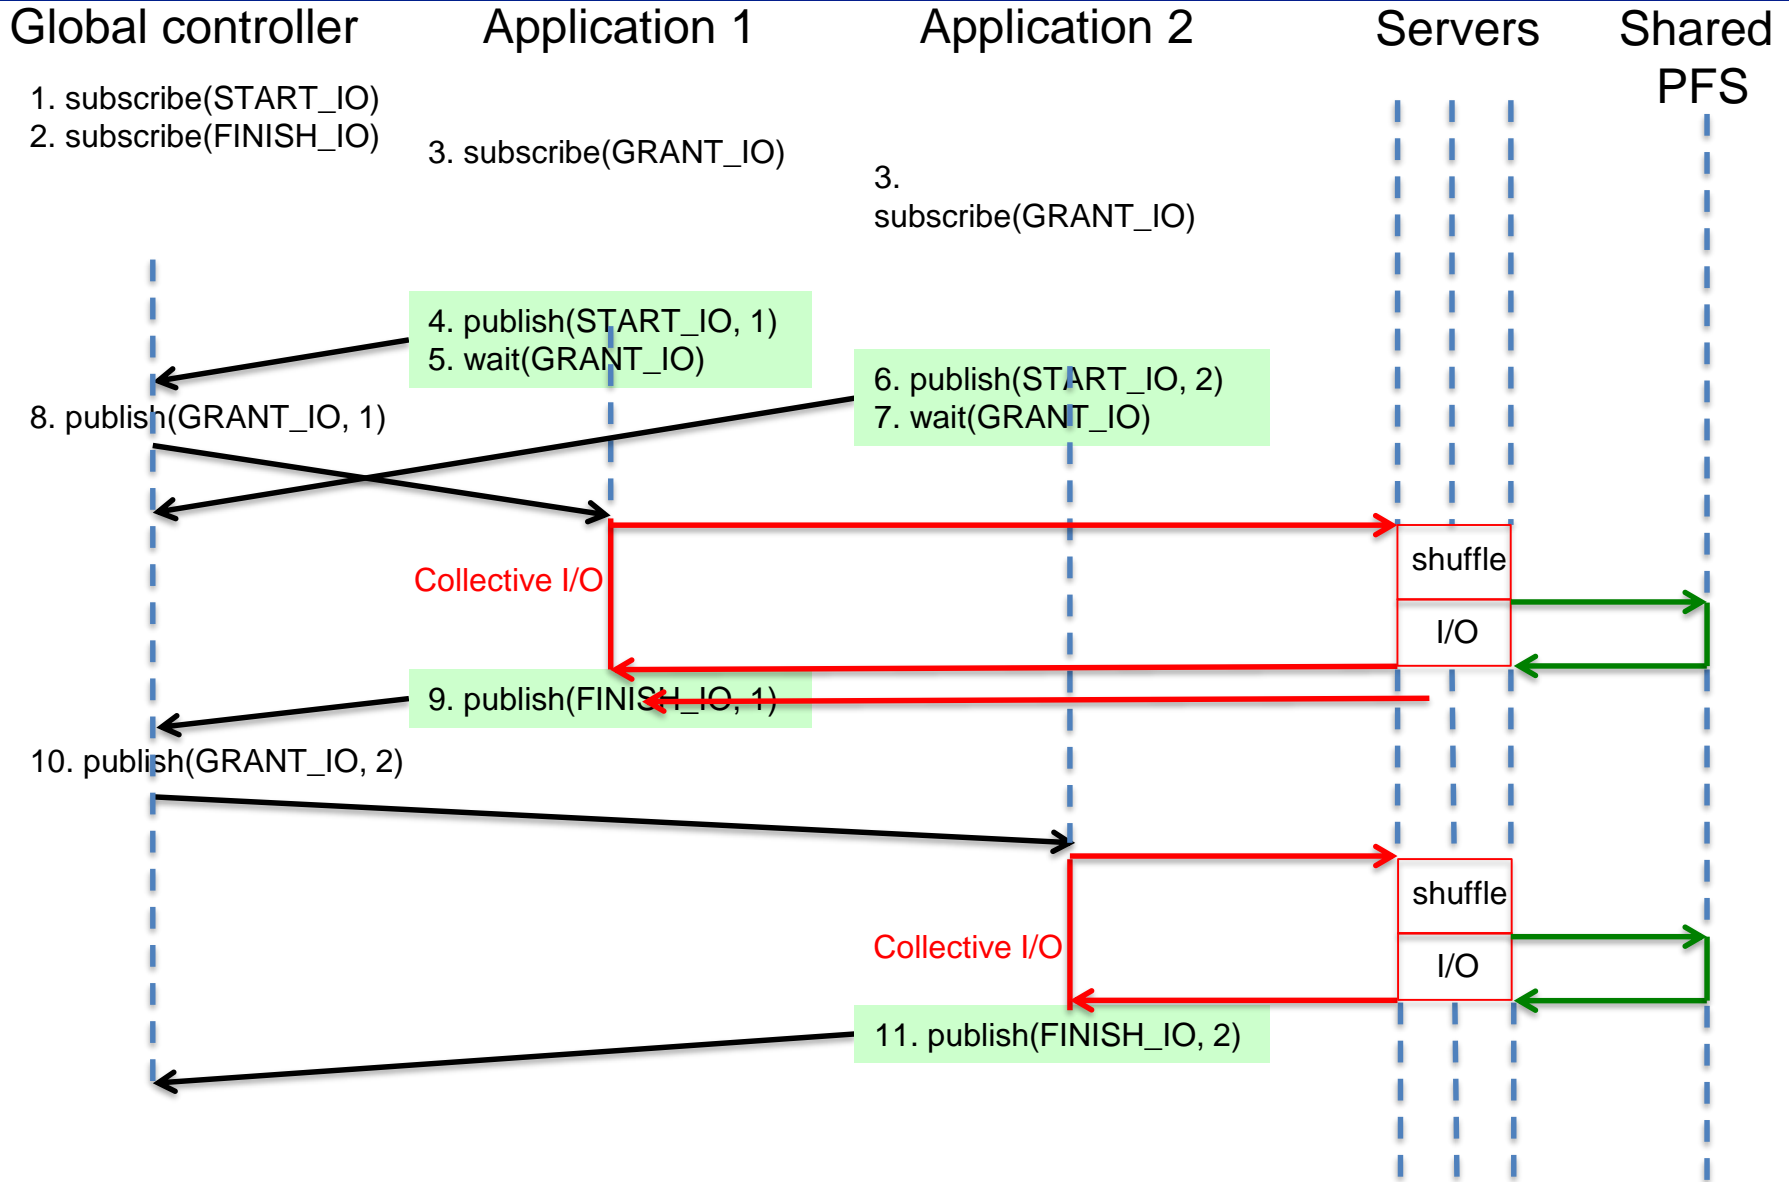 Global controller
Application 1
Application 2
Servers
Shared
PFS
1. subscribe(START_IO)
2. subscribe(FINISH_IO)
3. subscribe(GRANT_IO)
3.
subscribe(GRANT_IO)
4. publish(START_IO, 1)
5. wait(GRANT_IO)
6. publish(START_IO, 2)
7. wait(GRANT_IO)
8. publish(GRANT_IO, 1)
shuffle
Collective I/O
I/O
9. publish(FINISH_IO, 1)
10. publish(GRANT_IO, 2)
shuffle
Collective I/O
I/O
11. publish(FINISH_IO, 2)